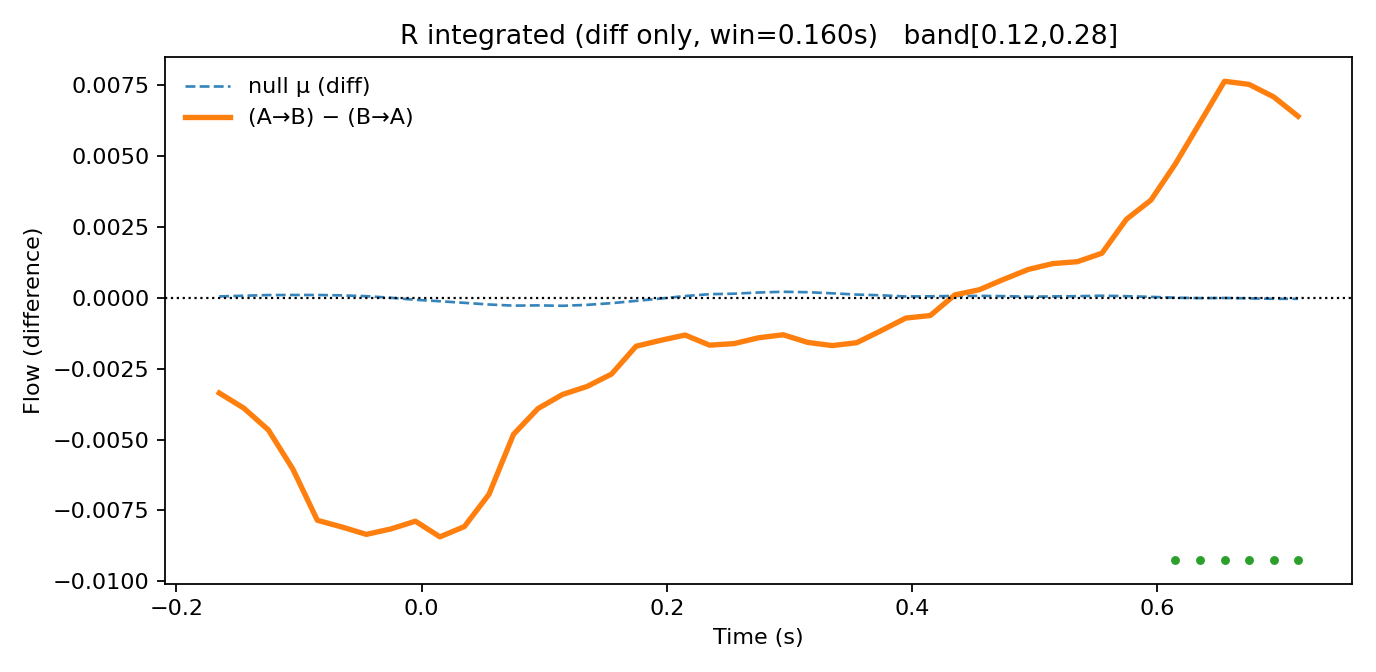 R integrated (diff only, win=0.160s)   band[0.12,0.28]
null μ (diff)
(A→B) − (B→A)
Flow (difference)
0.0075
0.0050
0.0025
0.0000
−0.0025
−0.0050
−0.0075
−0.0100
−0.2
0.0
0.2
0.4
0.6
Time (s)